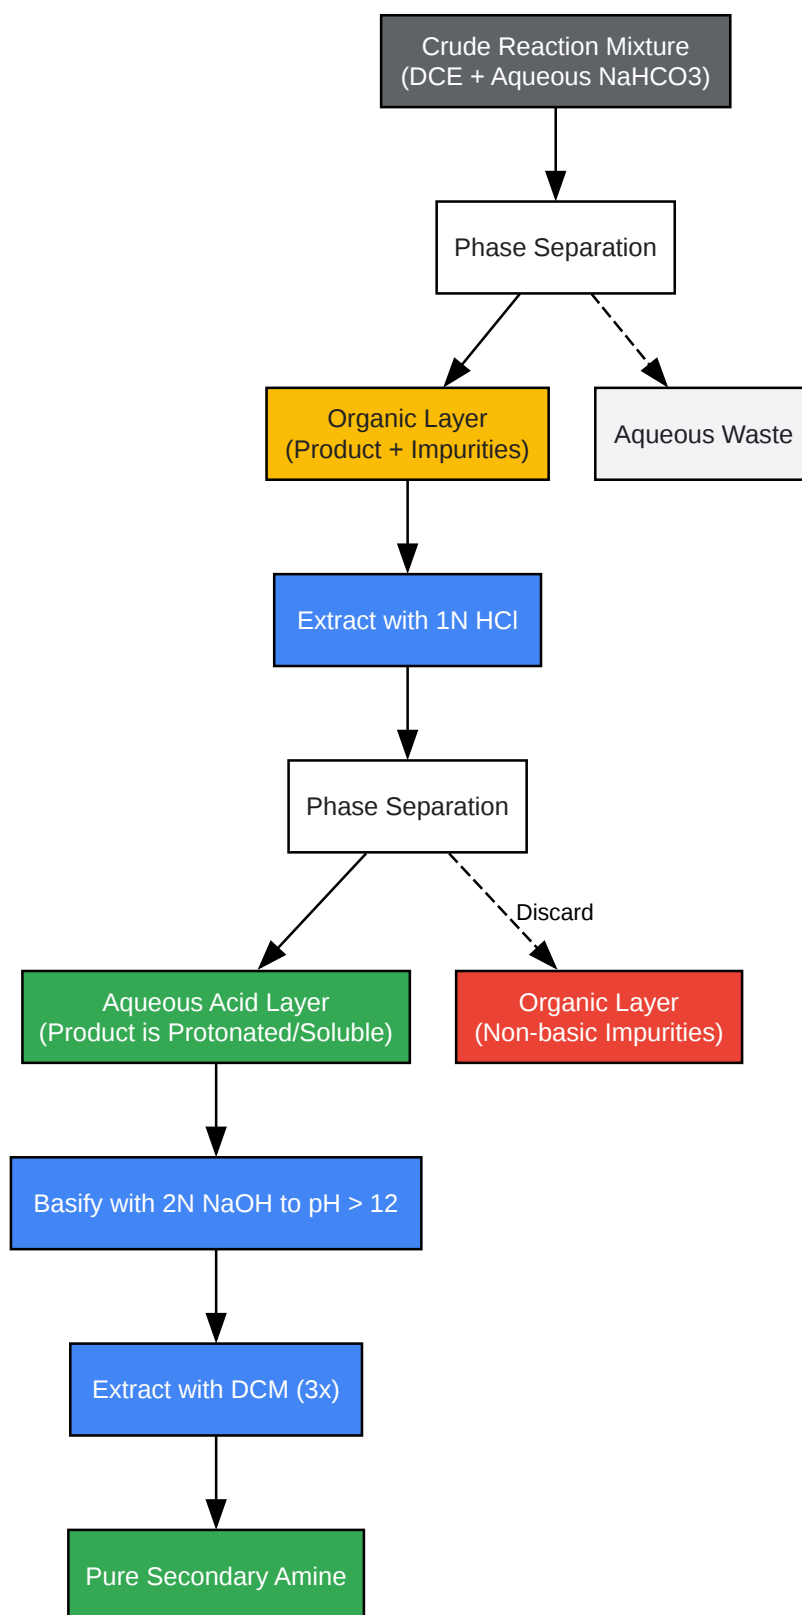 Crude Reaction Mixture
(DCE + Aqueous NaHCO3)
Phase Separation
Organic Layer
(Product + Impurities)
Aqueous Waste
Extract with 1N HCl
Phase Separation
Discard
Aqueous Acid Layer
(Product is Protonated/Soluble)
Organic Layer
(Non-basic Impurities)
Basify with 2N NaOH to pH > 12
Extract with DCM (3x)
Pure Secondary Amine